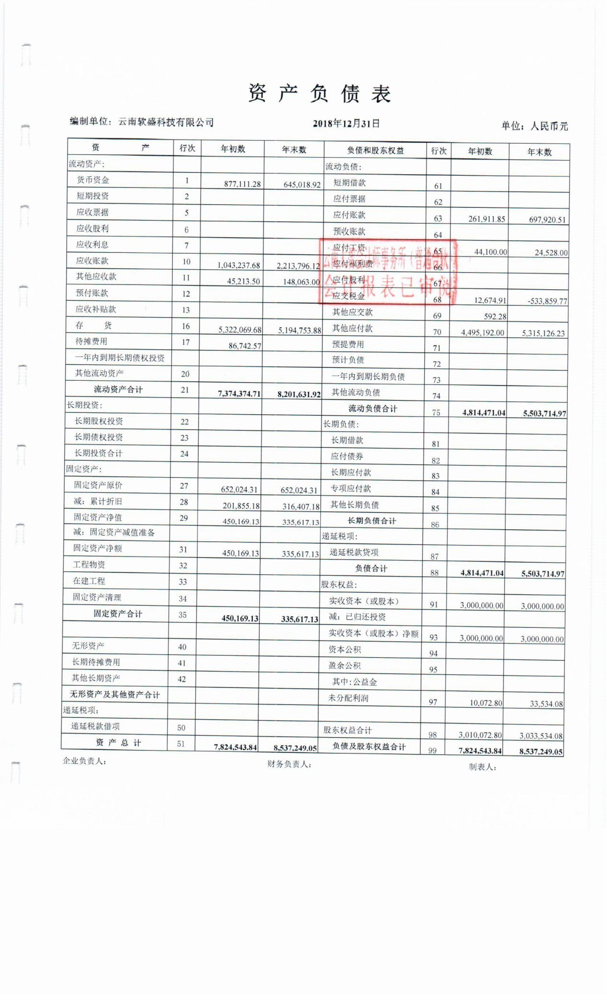 资产负债表
编制单位：云南软盛科技有限公司 2018年12月31日 单位：人民币元
资产 行次 年初数 年末数 负债和股东权益 行次 年初数 年末数
流动资产: 流动负债:
货币资金 1 877,111.28 645,018.92 短期借款 61
短期投资 2 应付票据 62
应收票据 5 应付账款 63 261,911.85 697,920.51
应收股利 6 预收账款 64
应收利息 7 应付工资 65 44,100.00 24,528.00
应收账款 10 1,043,237.68 2,213,796.12 应付福利费 66
其他应收款 11 45,213.50 148,063.00 应付股利 67
预付账款 12 应交税金 68 12,674.91 -533,859.77
应收补贴款 13 其他应交款 69 592.28
存货 16 5,322,069.68 5,194,753.88 其他应付款 70 4,495,192.00 5,315,126.23
待摊费用 17 86,742.57 预提费用 71
一年内到期长期债权投资 预计负债 72
其他流动资产 20 一年内到期长期负债 73
流动资产合计 21 7,374,374.71 8,201,631.92 其他流动负债 74
长期投资: 流动负债合计 75 4,814,471.04 5,503,714.97
长期股权投资 22 长期负债:
长期债权投资 23 长期借款 81
长期投资合计 24 应付债券 82
固定资产: 长期应付款 83
固定资产原价 27 652,024.31 652,024.31 专项应付款 84
减：累计折旧 28 201,855.18 316,407.18 其他长期负债 85
固定资产净值 29 450,169.13 335,617.13 长期负债合计 86
减：固定资产减值准备 递延税项:
固定资产净额 31 450,169.13 335,617.13 递延税款贷项 87
工程物资 32 负债合计 88 4,814,471.04 5,503,714.97
在建工程 33 股东权益:
固定资产清理 34 实收资本（或股本） 91 3,000,000.00 3,000,000.00
固定资产合计 35 450,169.13 335,617.13 减：已归还投资
实收资本（或股本）净额 93 3,000,000.00 3,000,000.00
无形资产 40 资本公积 94
长期待摊费用 41 盈余公积 95
其他长期资产 42 其中:公益金
无形资产及其他资产合计 未分配利润 97 10,072.80 33,534.08
递延税项:
递延税款借项 50 股东权益合计 98 3,010,072.80 3,033,534.08
资产总计 51 7,824,543.84 8,537,249.05 负债及股东权益合计 99 7,824,543.84 8,537,249.05
企业负责人： 财务负责人： 制表人：
云南 师事务所（普通合伙
会计报表已审